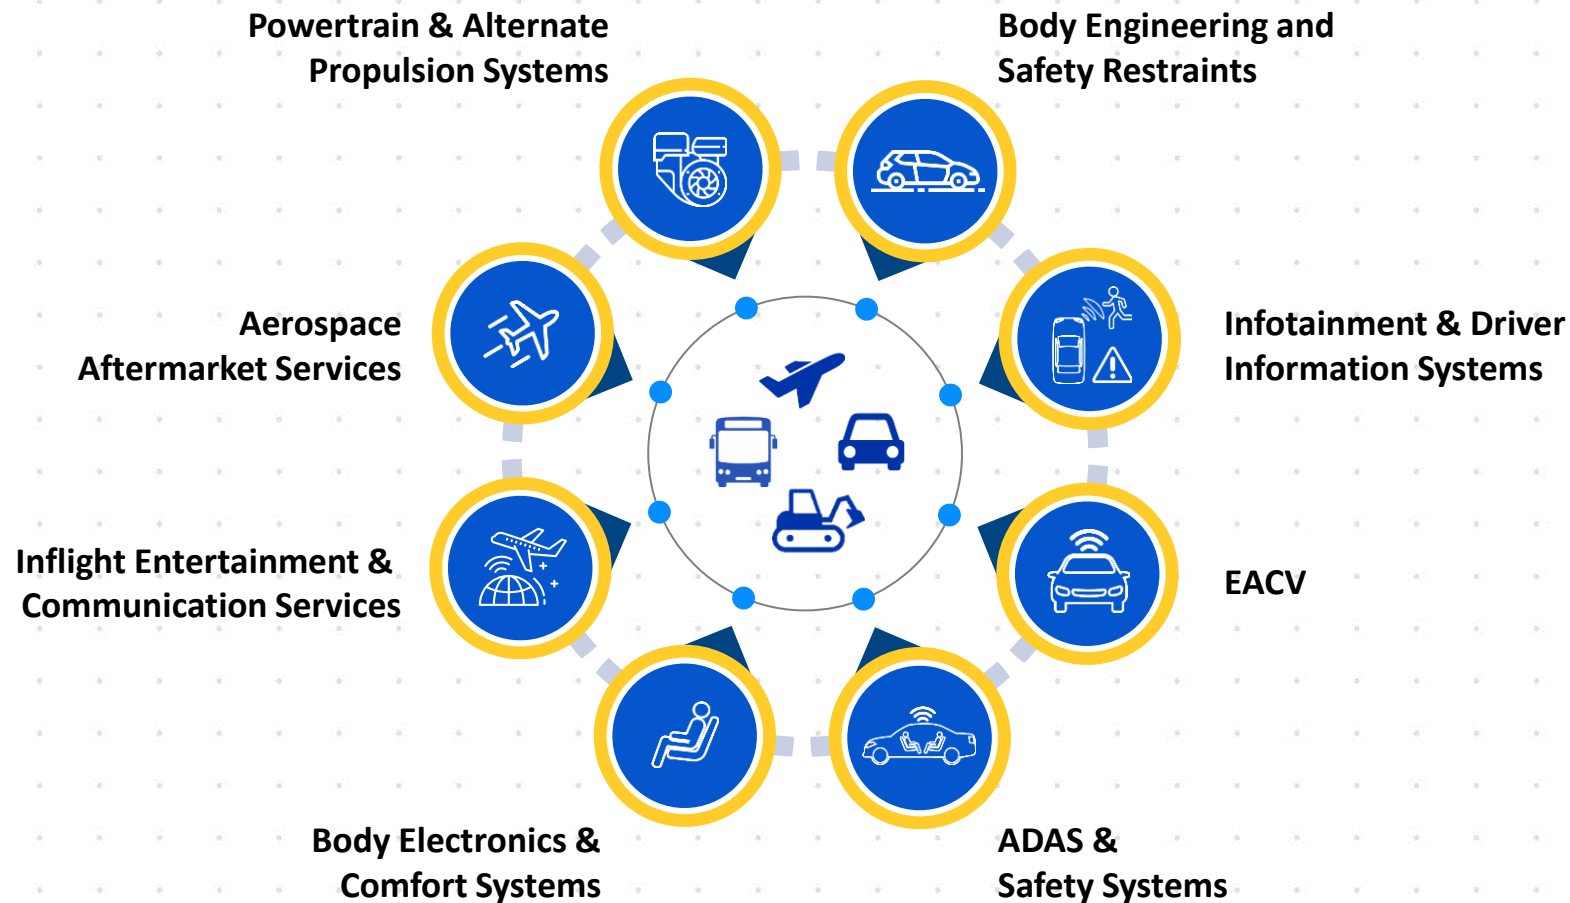 Powertrain & Alternate
Propulsion Systems
Body Engineering and
Safety Restraints
Aerospace
Aftermarket Services
Infotainment & Driver
Information Systems
Inflight Entertainment &
Communication Services
EACV
Body Electronics &
Comfort Systems
ADAS &
Safety Systems